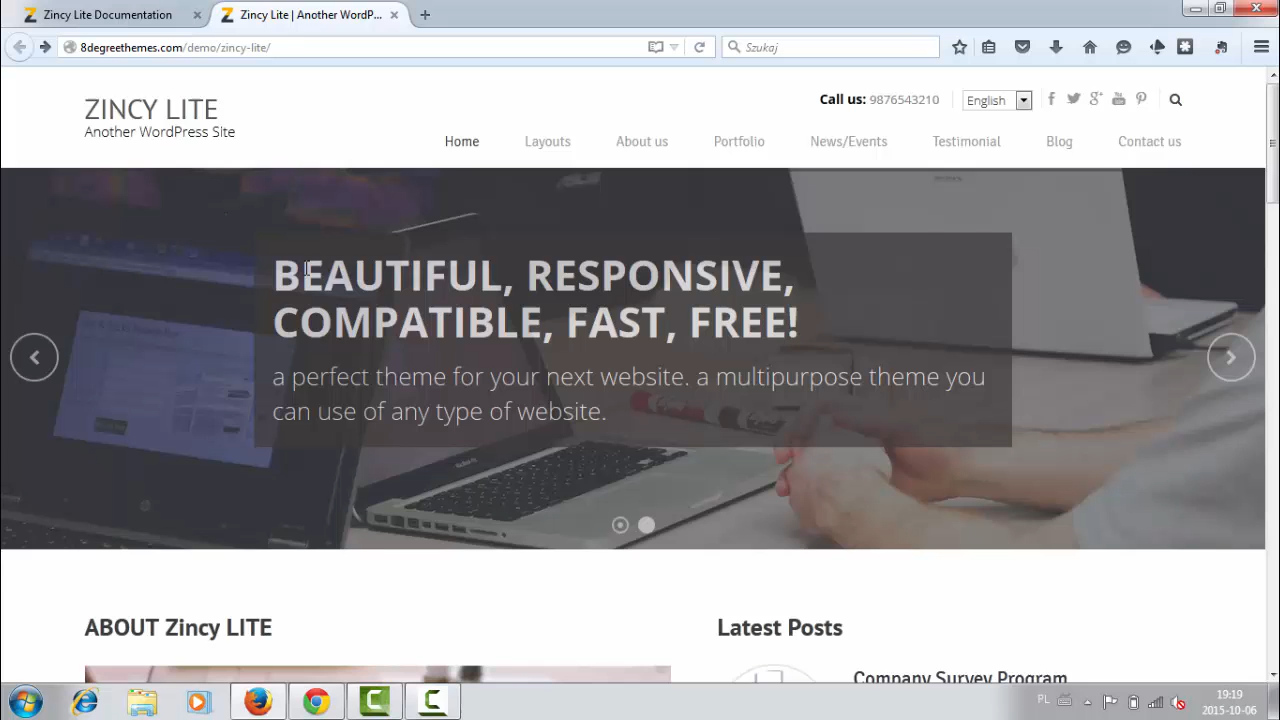 Zincy Lite Documentation
Zincy Lite | Another WordP...
8degreethemes.com/demo/zincy-lite/
Szukaj
ZINCY LITE
Another WordPress Site
Call us: 9876543210
English
Home
Layouts
About us
Portfolio
News/Events
Testimonial
Blog
Contact us
BEAUTIFUL, RESPONSIVE,
COMPATIBLE, FAST, FREE!
a perfect theme for your next website. a multipurpose theme you
can use of any type of website.
ABOUT Zincy LITE
Latest Posts
Company Survey Program
PL
19:19
2015-10-06